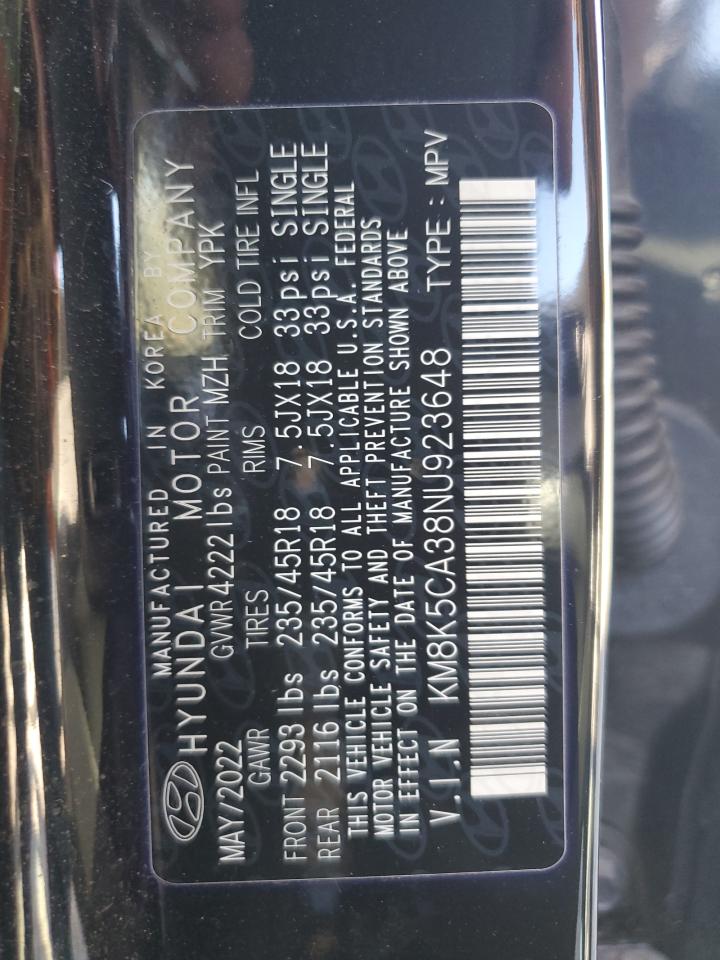 MANUFACTURED IN KOREA BY
HYUNDAI MOTOR COMPANY
MAY/2022 GVWR 4222 lbs PAINT MZH TRIM YPK
GAWR TIRES RIMS COLD TIRE INFL
FRONT 2293 lbs 235/45R18 7.5JX18 33psi SINGLE
REAR 2116 lbs 235/45R18 7.5JX18 33psi SINGLE
THIS VEHICLE CONFORMS TO ALL APPLICABLE U.S.A. FEDERAL
MOTOR VEHICLE SAFETY AND THEFT PREVENTION STANDARDS
IN EFFECT ON THE DATE OF MANUFACTURE SHOWN ABOVE.
V.I.N KM8K5CA38NU923648 TYPE : MPV